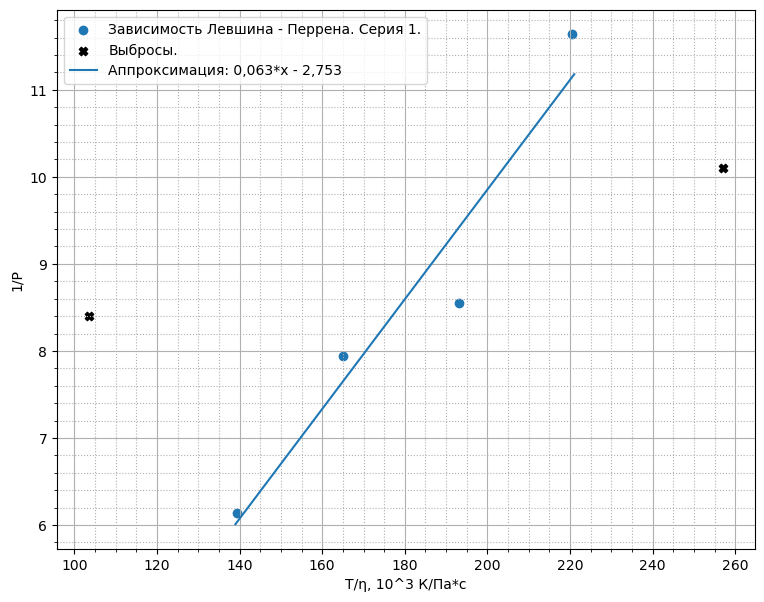 Зависимость Левшина - Перрена. Серия 1.
Выбросы.
Аппроксимация: 0,063*x - 2,753
11
10
9
8
7
6
1/P
100 120 140 160 180 200 220 240 260
T/η, 10^3 К/Па*с